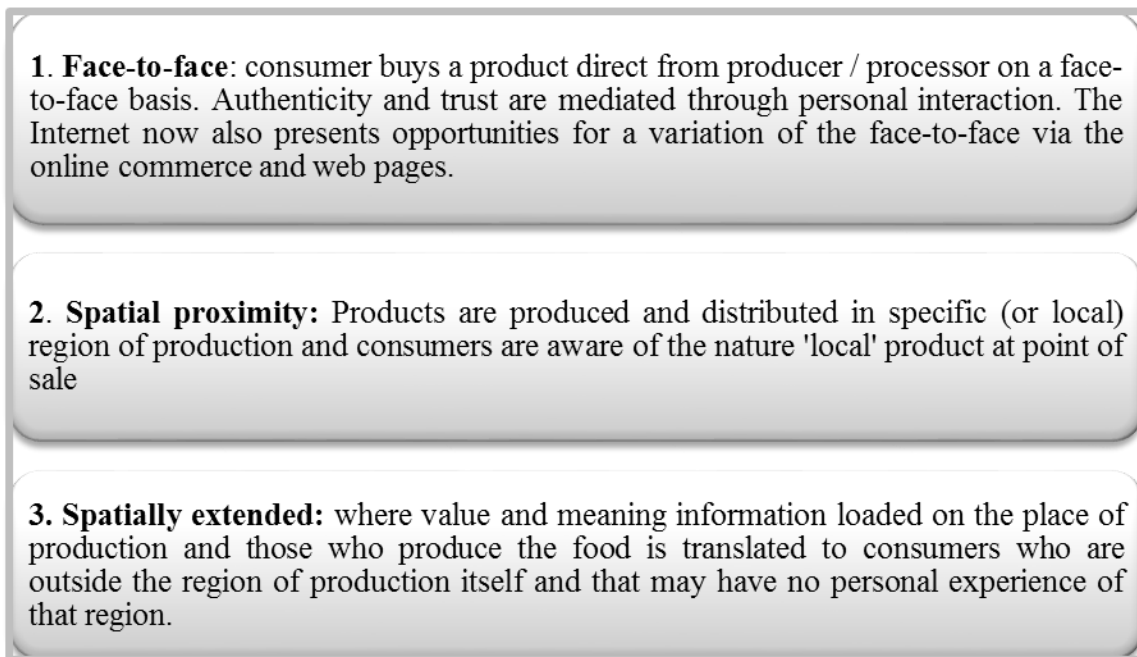 1. Face-to-face: consumer buys a product direct from producer / processor on a face-
to-face basis. Authenticity and trust are mediated through personal interaction. The
Internet now also presents opportunities for a variation of the face-to-face via the
online commerce and web pages.
2. Spatial proximity: Products are produced and distributed in specific (or local)
region of production and consumers are aware of the nature 'local' product at point of
sale
3. Spatially extended: where value and meaning information loaded on the place of
production and those who produce the food is translated to consumers who are
outside the region of production itself and that may have no personal experience of
that region.